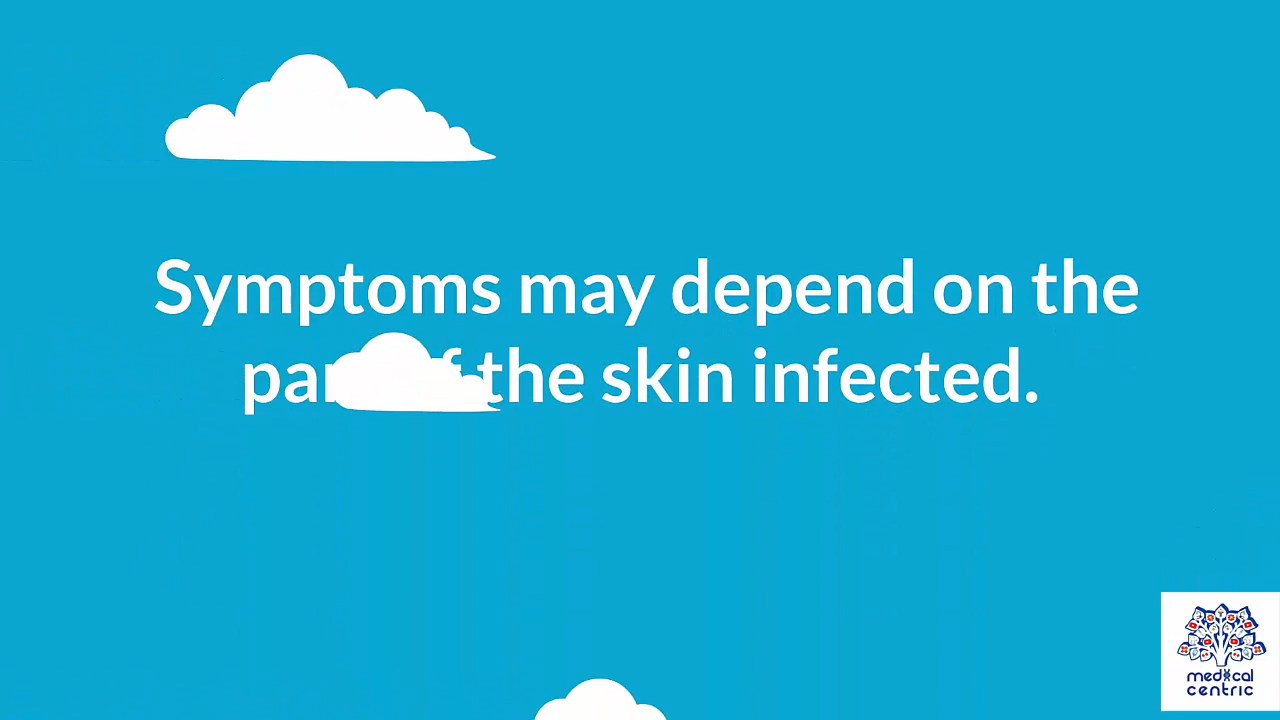 Symptoms may depend on the
the skin infected.
medical
centric